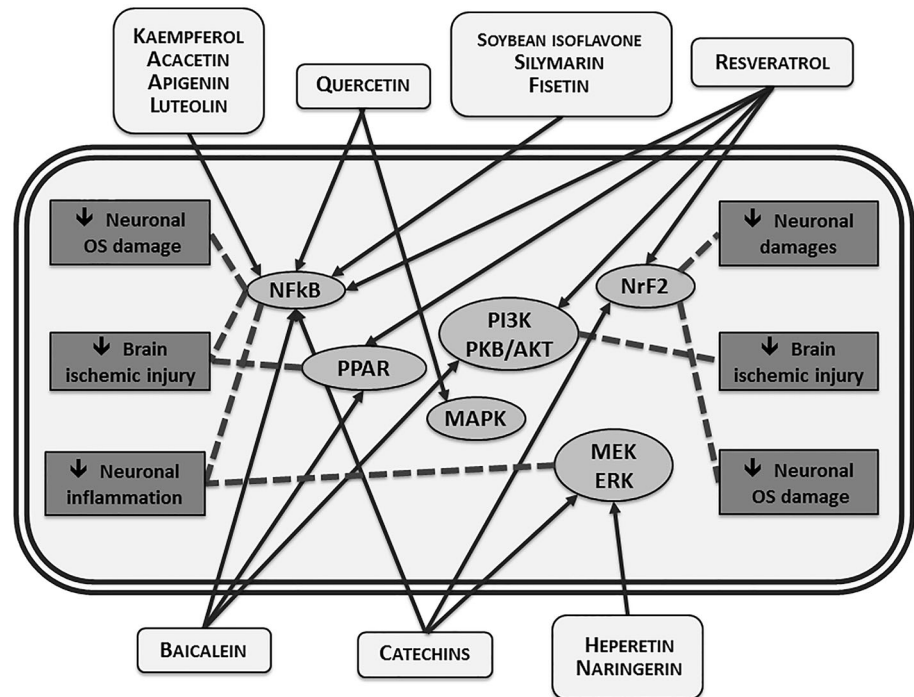 KAEMPFEROL
ACACETIN
APIGENIN
LUTEOLIN
QUERCETIN
SOYBEAN ISOFLAVONE
SILYMARIN
FISETIN
RESVERATROL
Neuronal
OS damage
Neuronal
damages
NFkB
NrF2
PI3K
PKB/AKT
Brain
ischemic injury
PPAR
Brain
ischemic injury
MAPK
Neuronal
inflammation
MEK
ERK
Neuronal
OS damage
BAICALEIN
CATECHINS
HEPERETIN
NARINGERIN